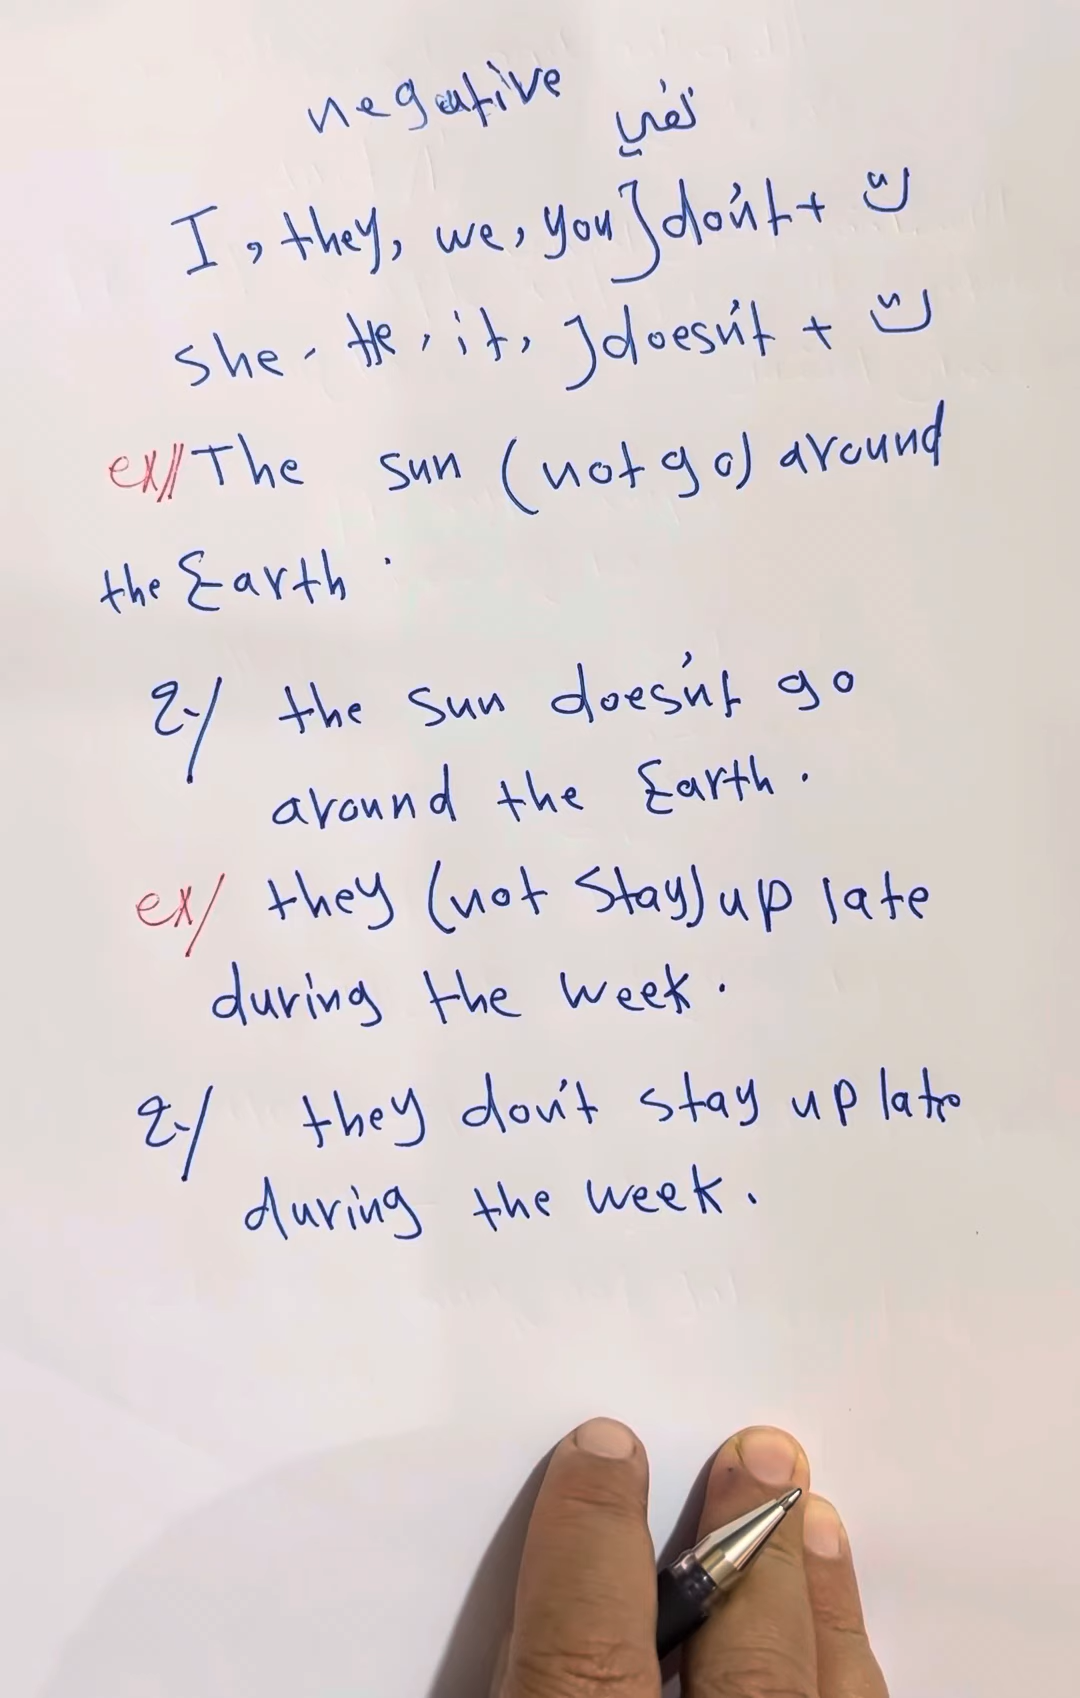 negative نفي
I, they, we, you] don't + ل
she, He, it, ] doesn't + ل
ex// The sun (not go) around
the Earth.
2-/ the sun doesn't go
around the Earth.
ex/ they (not stay) up late
during the week.
2-/ they don't stay up late
during the week.